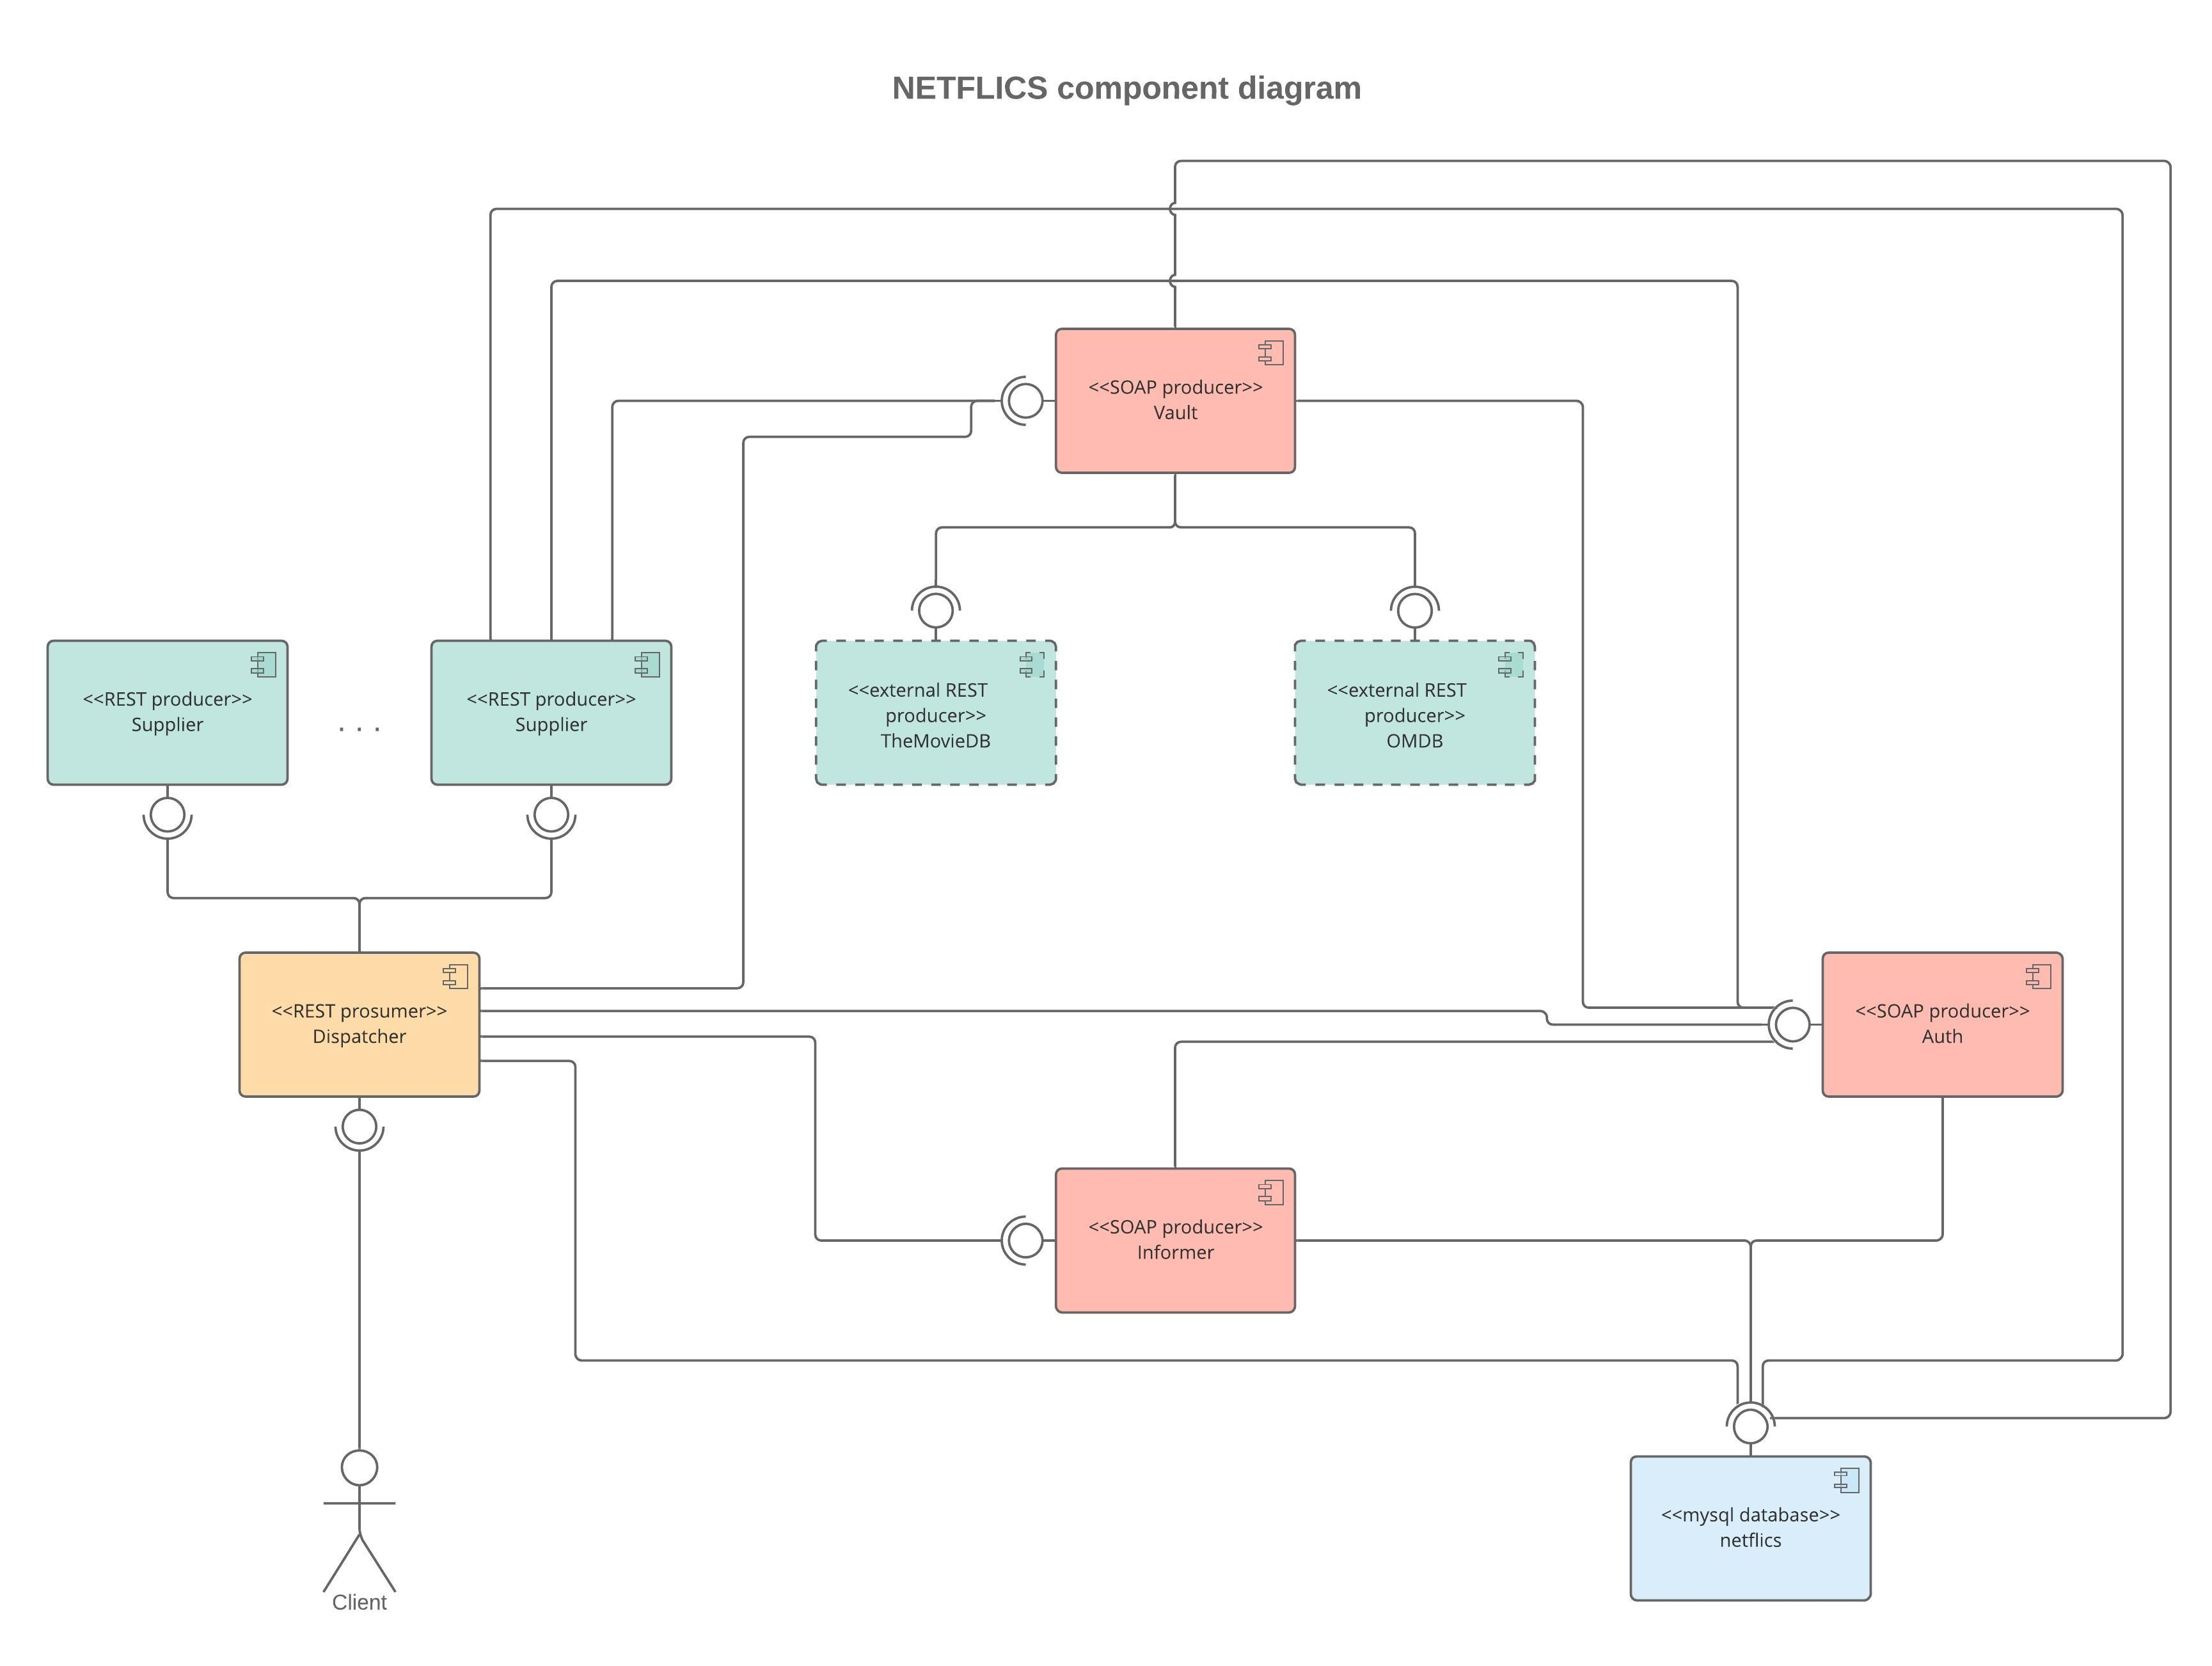 NETFLICS component diagram
<<SOAP producer>>
Vault
<<REST producer>>
Supplier
. . .
<<REST producer>>
Supplier
<<external REST
producer>>
TheMovieDB
<<external REST
producer>>
OMDB
<<REST prosumer>>
Dispatcher
<<SOAP producer>>
Auth
<<SOAP producer>>
Informer
<<mysql database>>
netflics
Client